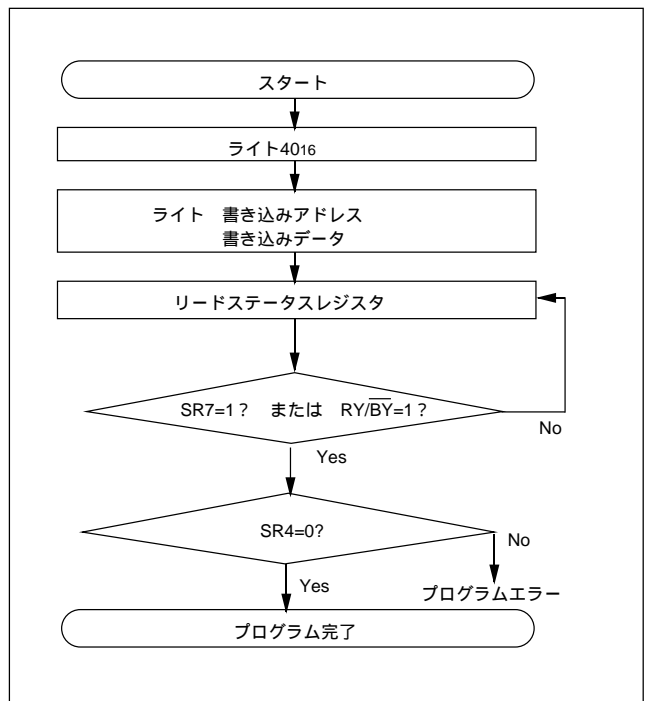 スタート
ライト4016
ライト 書き込みアドレス
書き込みデータ
リードステータスレジスタ
SR7=1? または RY/B̅Y̅=1?
No
Yes
SR4=0?
No
Yes
プログラムエラー
プログラム完了